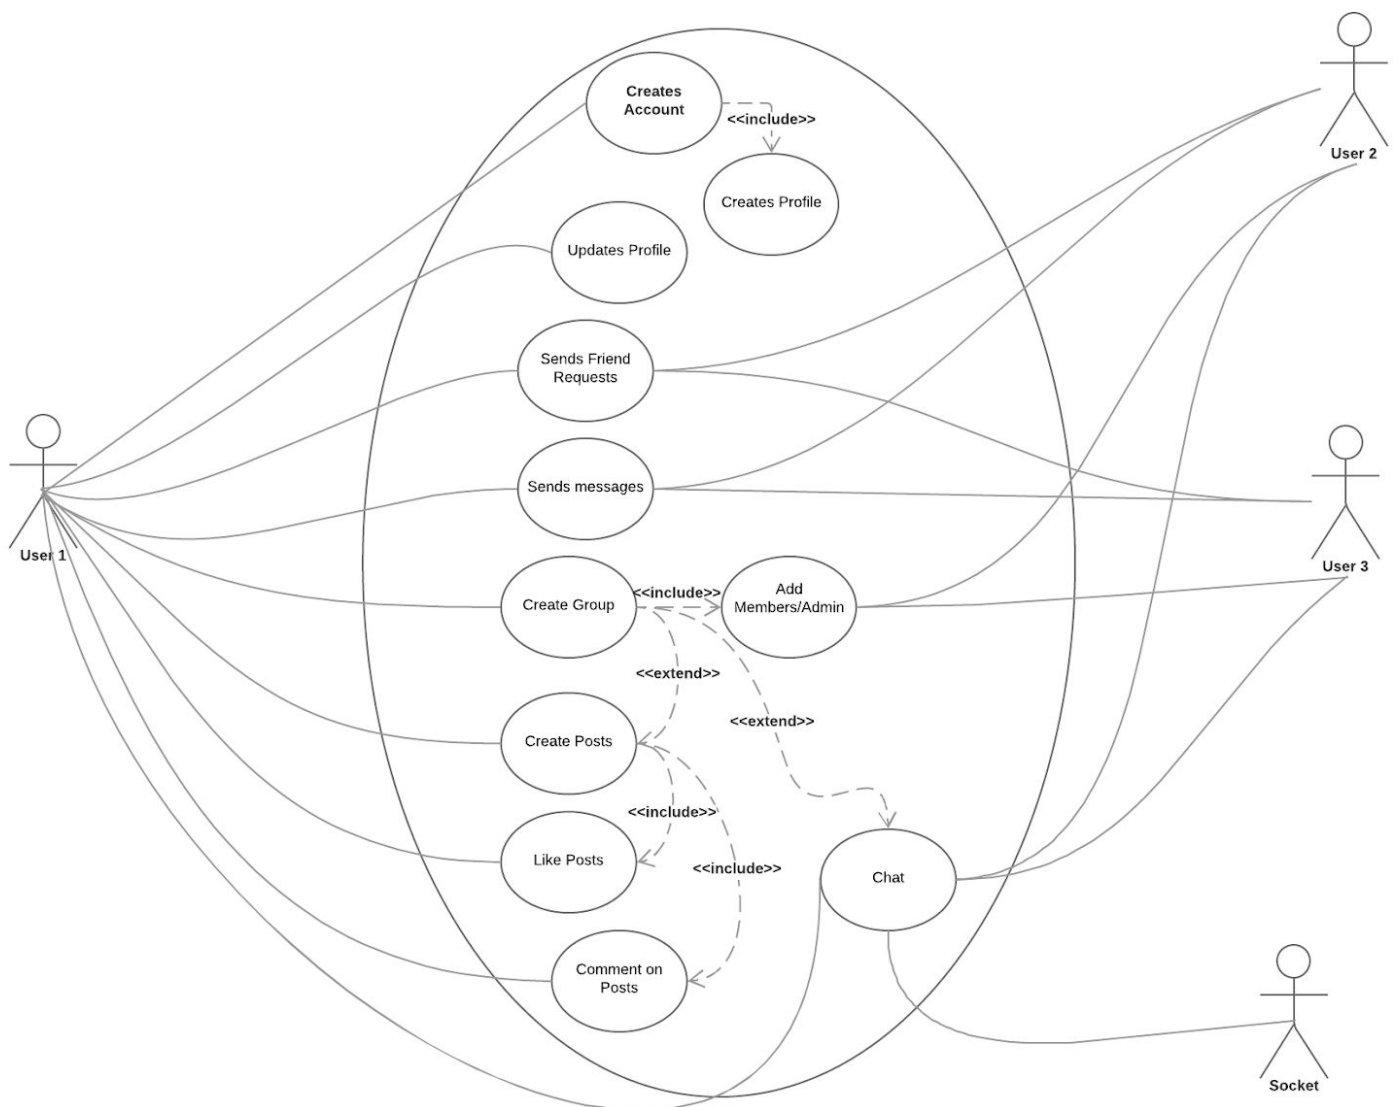 Creates
Account
<<include>>
User 2
Creates Profile
Updates Profile
Sends Friend
Requests
Sends messages
User 1
User 3
Create Group
<<include>>
Add
Members/Admin
<<extend>>
<<extend>>
Create Posts
<<include>>
Like Posts
<<include>>
Chat
Comment on
Posts
Socket